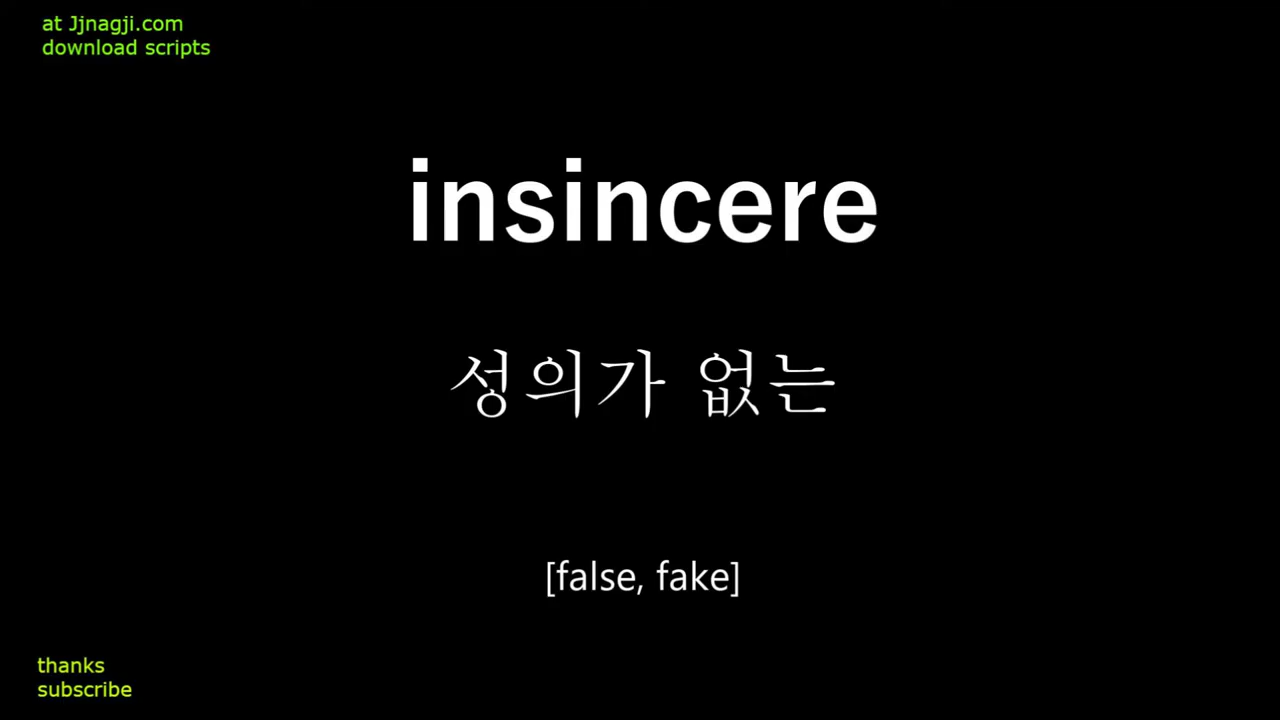 at Jjnagji.com
download scripts
insincere
성의가 없는
[false, fake]
thanks
subscribe